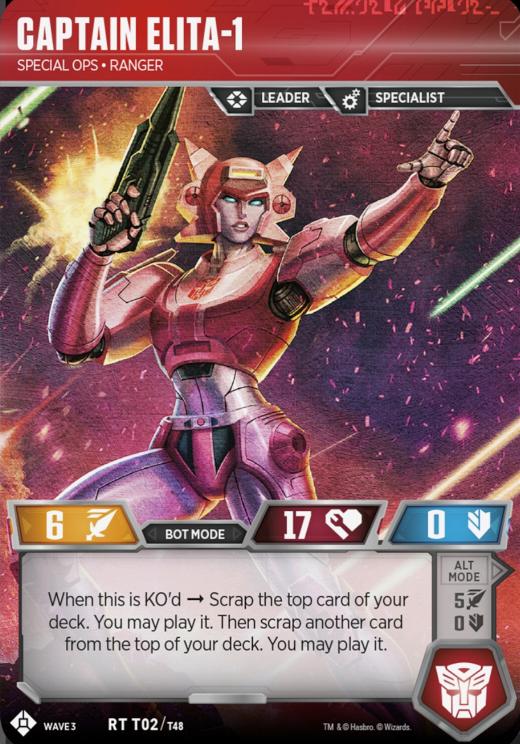 CAPTAIN ELITA-1
SPECIAL OPS • RANGER
LEADER
SPECIALIST
6
BOT MODE
17
0
When this is KO'd → Scrap the top card of your
deck. You may play it. Then scrap another card
from the top of your deck. You may play it.
ALT
MODE
5
0
WAVE 3
RT T02/T48
TM & © Hasbro. © Wizards.